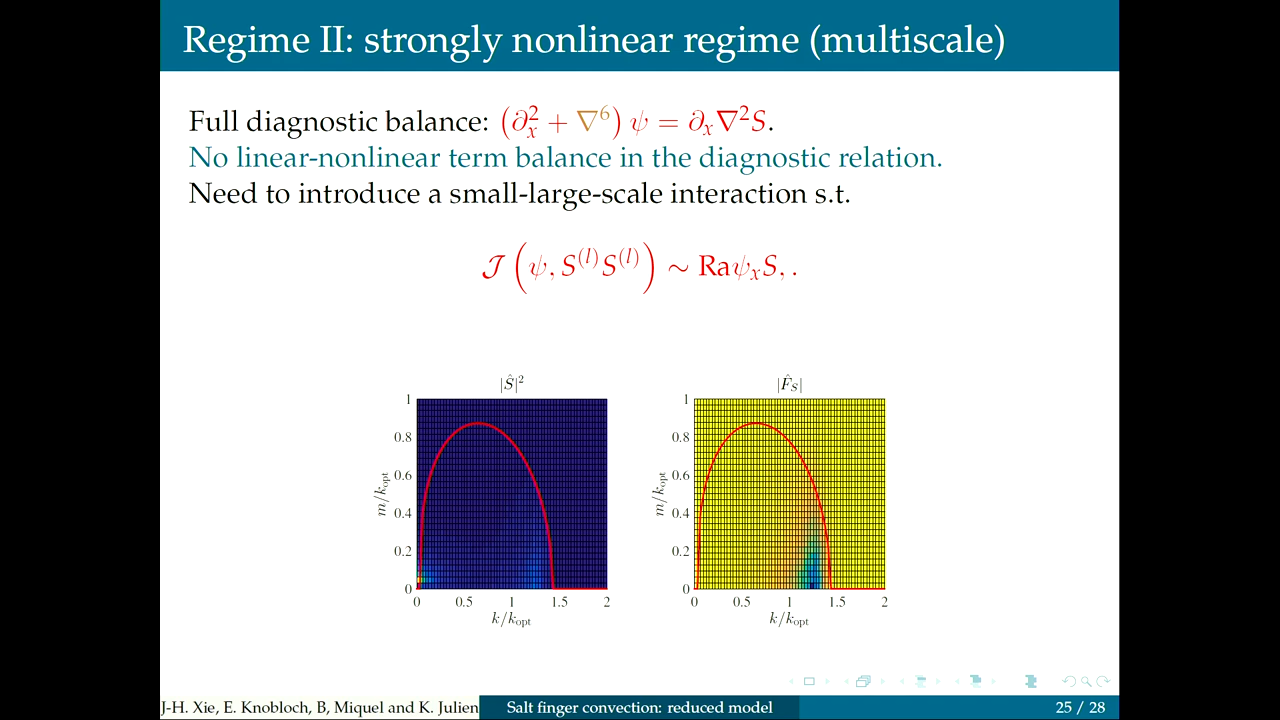 Regime II: strongly nonlinear regime (multiscale)
Full diagnostic balance: (∂ₓ² + ∇⁶) ψ = ∂ₓ∇²S.
No linear-nonlinear term balance in the diagnostic relation.
Need to introduce a small-large-scale interaction s.t.
𝒥 (ψ, S⁽ˡ⁾S⁽ˡ⁾) ∼ RaψₓS, .
|Ŝ|²
1
0.8
0.6
0.4
0.2
0
m/k_opt
0 0.5 1 1.5 2
k/k_opt
|F̂_S|
1
0.8
0.6
0.4
0.2
0
m/k_opt
0 0.5 1 1.5 2
k/k_opt
J-H. Xie, E. Knobloch, B, Miquel and K. Julien
Salt finger convection: reduced model
25 / 28